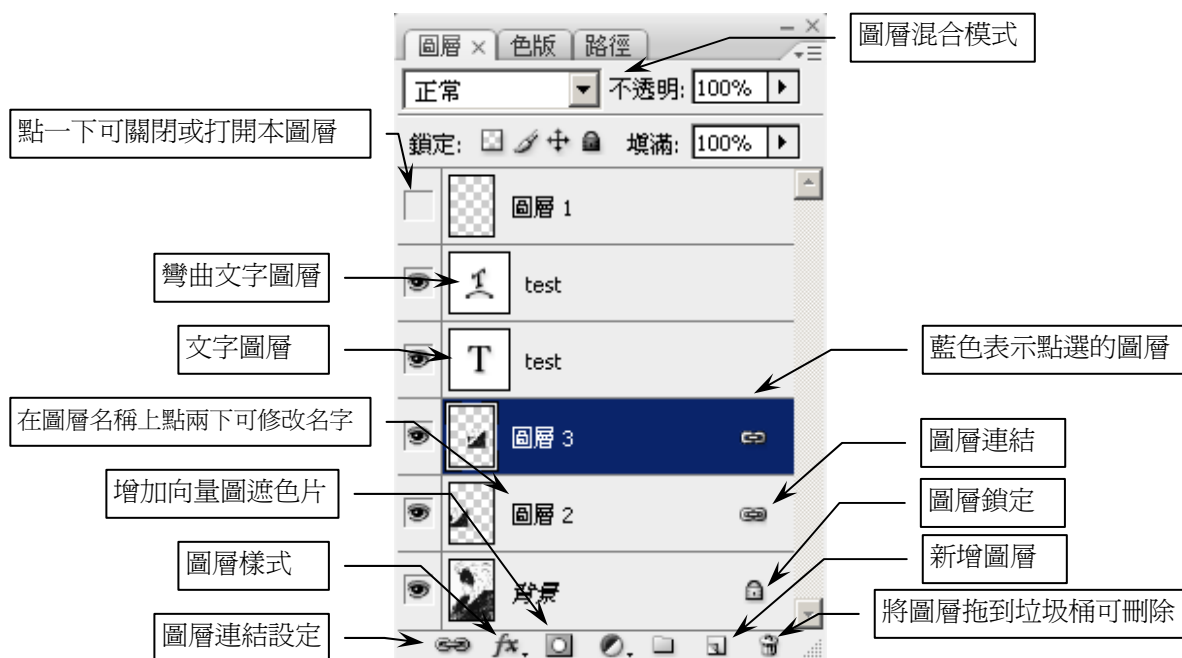 圖層混合模式
圖層 色版 路徑
正常 不透明: 100%
點一下可關閉或打開本圖層
鎖定: 填滿: 100%
圖層 1
彎曲文字圖層
test
文字圖層
test
藍色表示點選的圖層
在圖層名稱上點兩下可修改名字
圖層 3
圖層連結
增加向量圖遮色片
圖層 2
圖層鎖定
圖層樣式
新增圖層
背景
將圖層拖到垃圾桶可刪除
圖層連結設定
fx